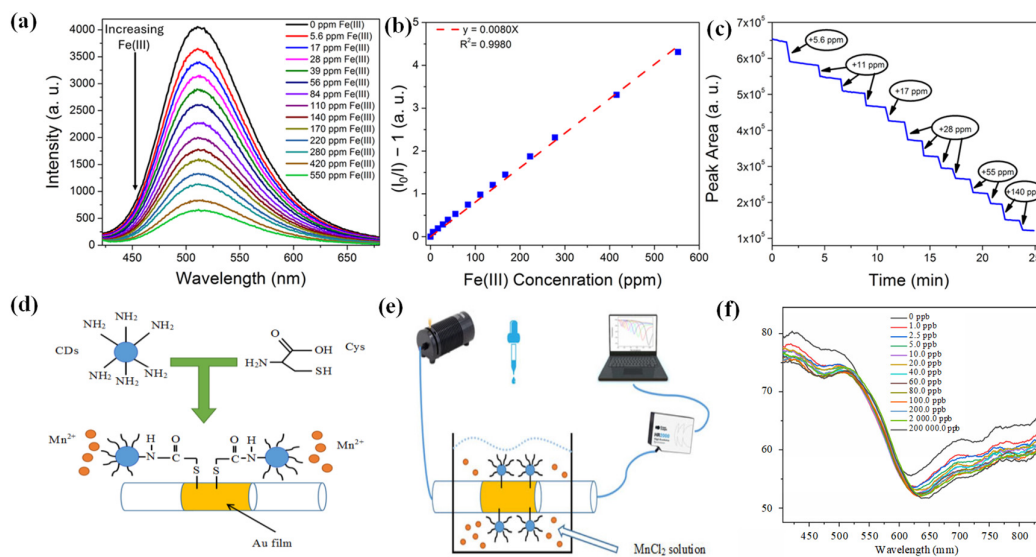 (a)
Increasing
Fe(III)
0 ppm Fe(III)
5.6 ppm Fe(III)
17 ppm Fe(III)
28 ppm Fe(III)
39 ppm Fe(III)
56 ppm Fe(III)
84 ppm Fe(III)
110 ppm Fe(III)
140 ppm Fe(III)
170 ppm Fe(III)
220 ppm Fe(III)
280 ppm Fe(III)
420 ppm Fe(III)
550 ppm Fe(III)
Intensity (a. u.)
4000
3500
3000
2500
2000
1500
1000
500
0
450 500 550 600 650
Wavelength (nm)
(b)
y = 0.0080X
R²= 0.9980
(I₀/I) − 1 (a. u.)
5
4
3
2
1
0
0 100 200 300 400 500 600
Fe(III) Concenration (ppm)
(c)
+5.6 ppm
+11 ppm
+17 ppm
+28 ppm
+55 ppm
+140 ppm
Peak Area (a. u.)
7x10⁵
6x10⁵
5x10⁵
4x10⁵
3x10⁵
2x10⁵
1x10⁵
0 5 10 15 20 25
Time (min)
(d)
NH₂
NH₂ NH₂
CDs
NH₂ NH₂
NH₂
O
OH Cys
H₂N
SH
Mn²⁺ H O O H Mn²⁺
N C C N
S S
Au film
(e)
MnCl₂ solution
(f)
0 ppb
1.0 ppb
2.5 ppb
5.0 ppb
10.0 ppb
20.0 ppb
40.0 ppb
60.0 ppb
80.0 ppb
100.0 ppb
200.0 ppb
2 000.0 ppb
200 000.0 ppb
80
70
60
50
450 500 550 600 650 700 750 800
Wavelength (mm)